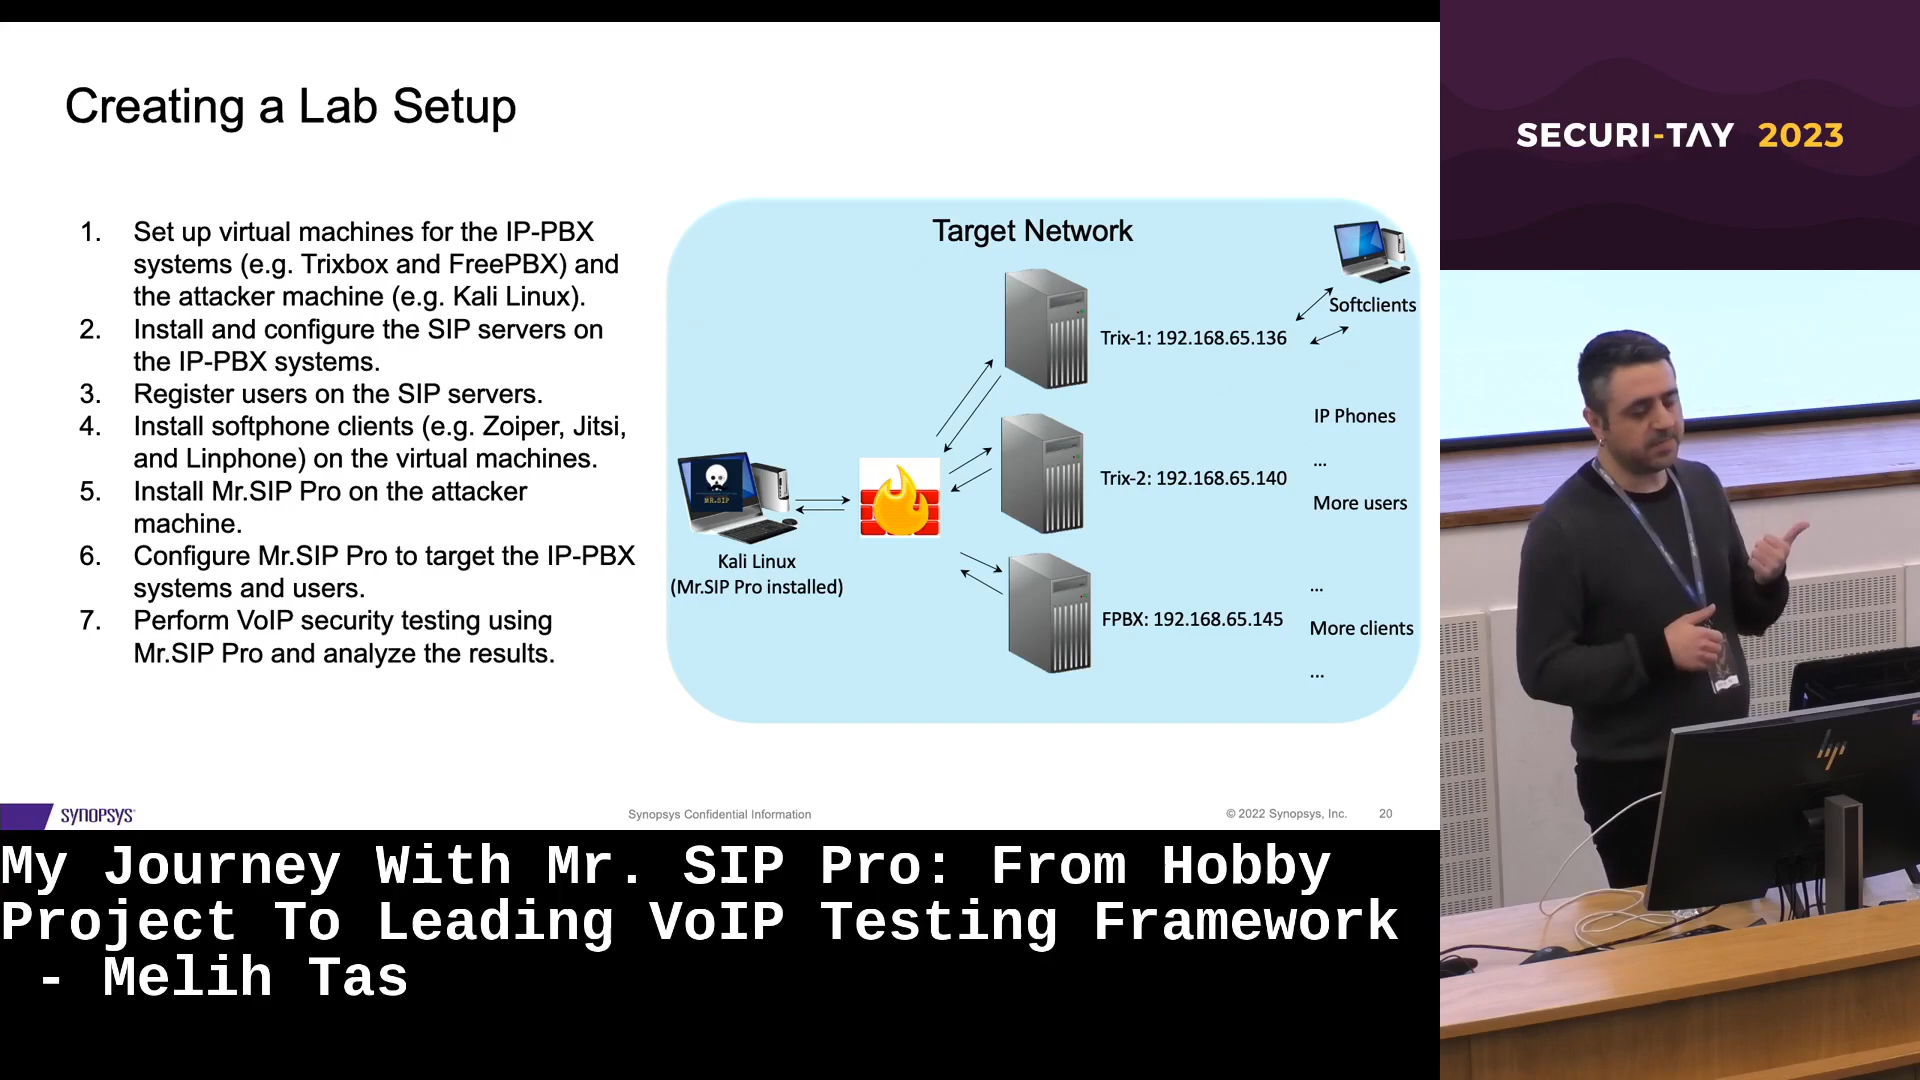 Creating a Lab Setup
1. Set up virtual machines for the IP-PBX
systems (e.g. Trixbox and FreePBX) and
the attacker machine (e.g. Kali Linux).
2. Install and configure the SIP servers on
the IP-PBX systems.
3. Register users on the SIP servers.
4. Install softphone clients (e.g. Zoiper, Jitsi,
and Linphone) on the virtual machines.
5. Install Mr.SIP Pro on the attacker
machine.
6. Configure Mr.SIP Pro to target the IP-PBX
systems and users.
7. Perform VoIP security testing using
Mr.SIP Pro and analyze the results.
Target Network
Softclients
Trix-1: 192.168.65.136
IP Phones
...
Trix-2: 192.168.65.140
More users
MR.SIP
Kali Linux
(Mr.SIP Pro installed)
...
FPBX: 192.168.65.145
More clients
...
SYNOPSYS
Synopsys Confidential Information
© 2022 Synopsys, Inc.
20
SECURI-TAY 2023
hp
My Journey With Mr. SIP Pro: From Hobby
Project To Leading VoIP Testing Framework
- Melih Tas